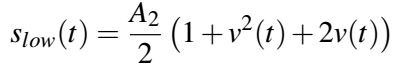 s_{low}(t) = \frac{A_2}{2} \left( 1 + v^2(t) + 2v(t) \right)